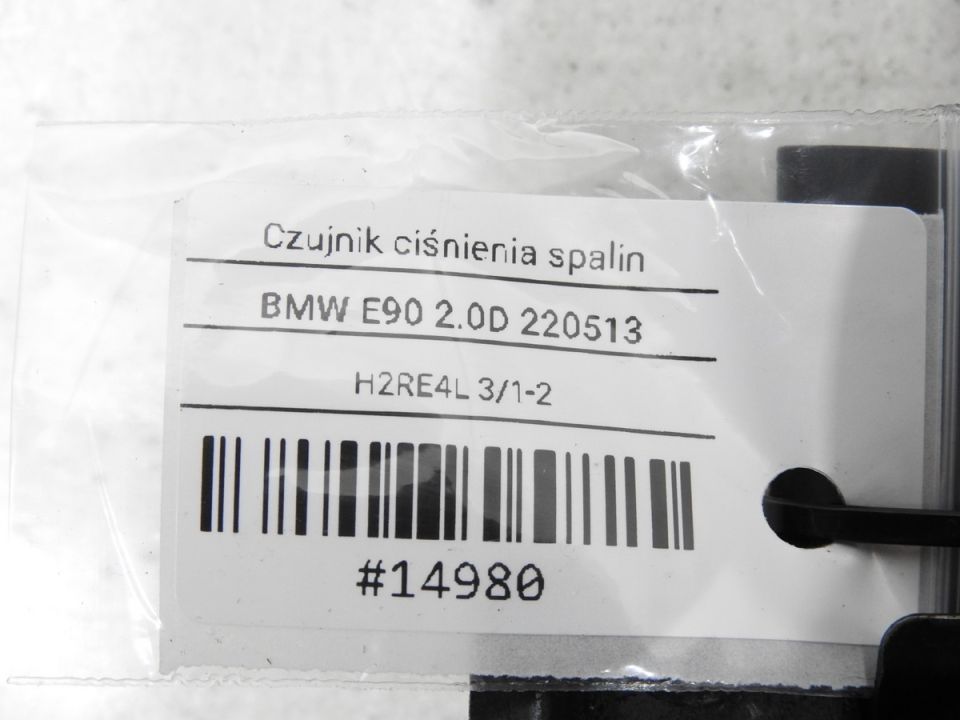 Czujnik ciśnienia spalin
BMW E90 2.0D 220513
H2RE4L 3/1-2
#14980